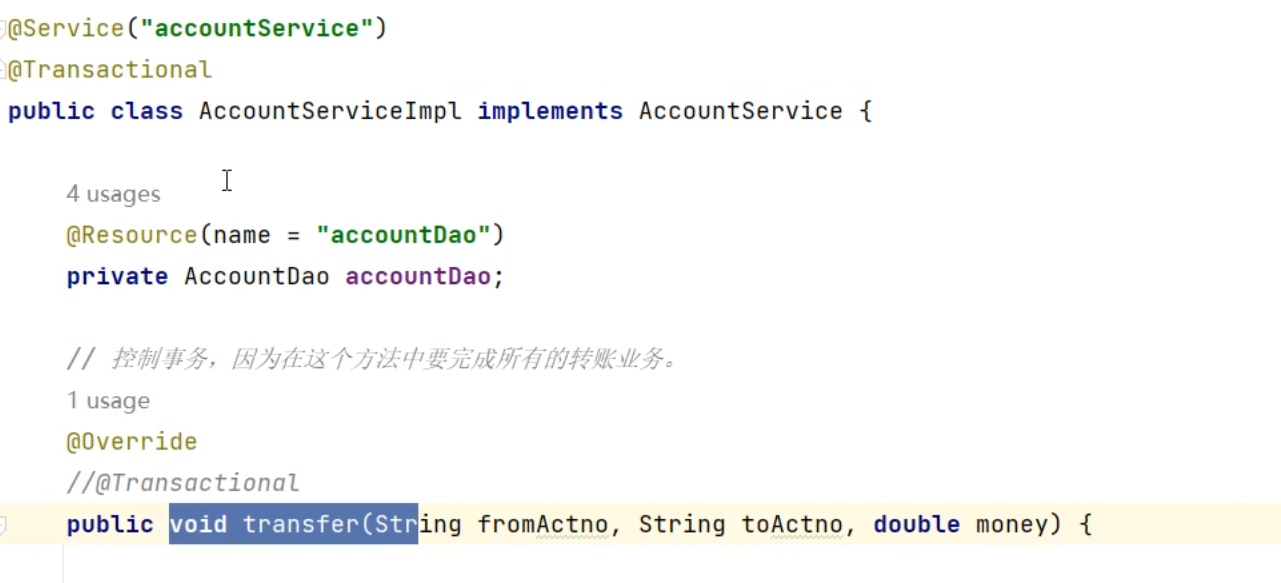 @Service("accountService")
@Transactional
public class AccountServiceImpl implements AccountService {
4 usages
@Resource(name = "accountDao")
private AccountDao accountDao;
// 控制事务，因为在这个方法中要完成所有的转账业务。
1 usage
@Override
//@Transactional
public void transfer(String fromActno, String toActno, double money) {